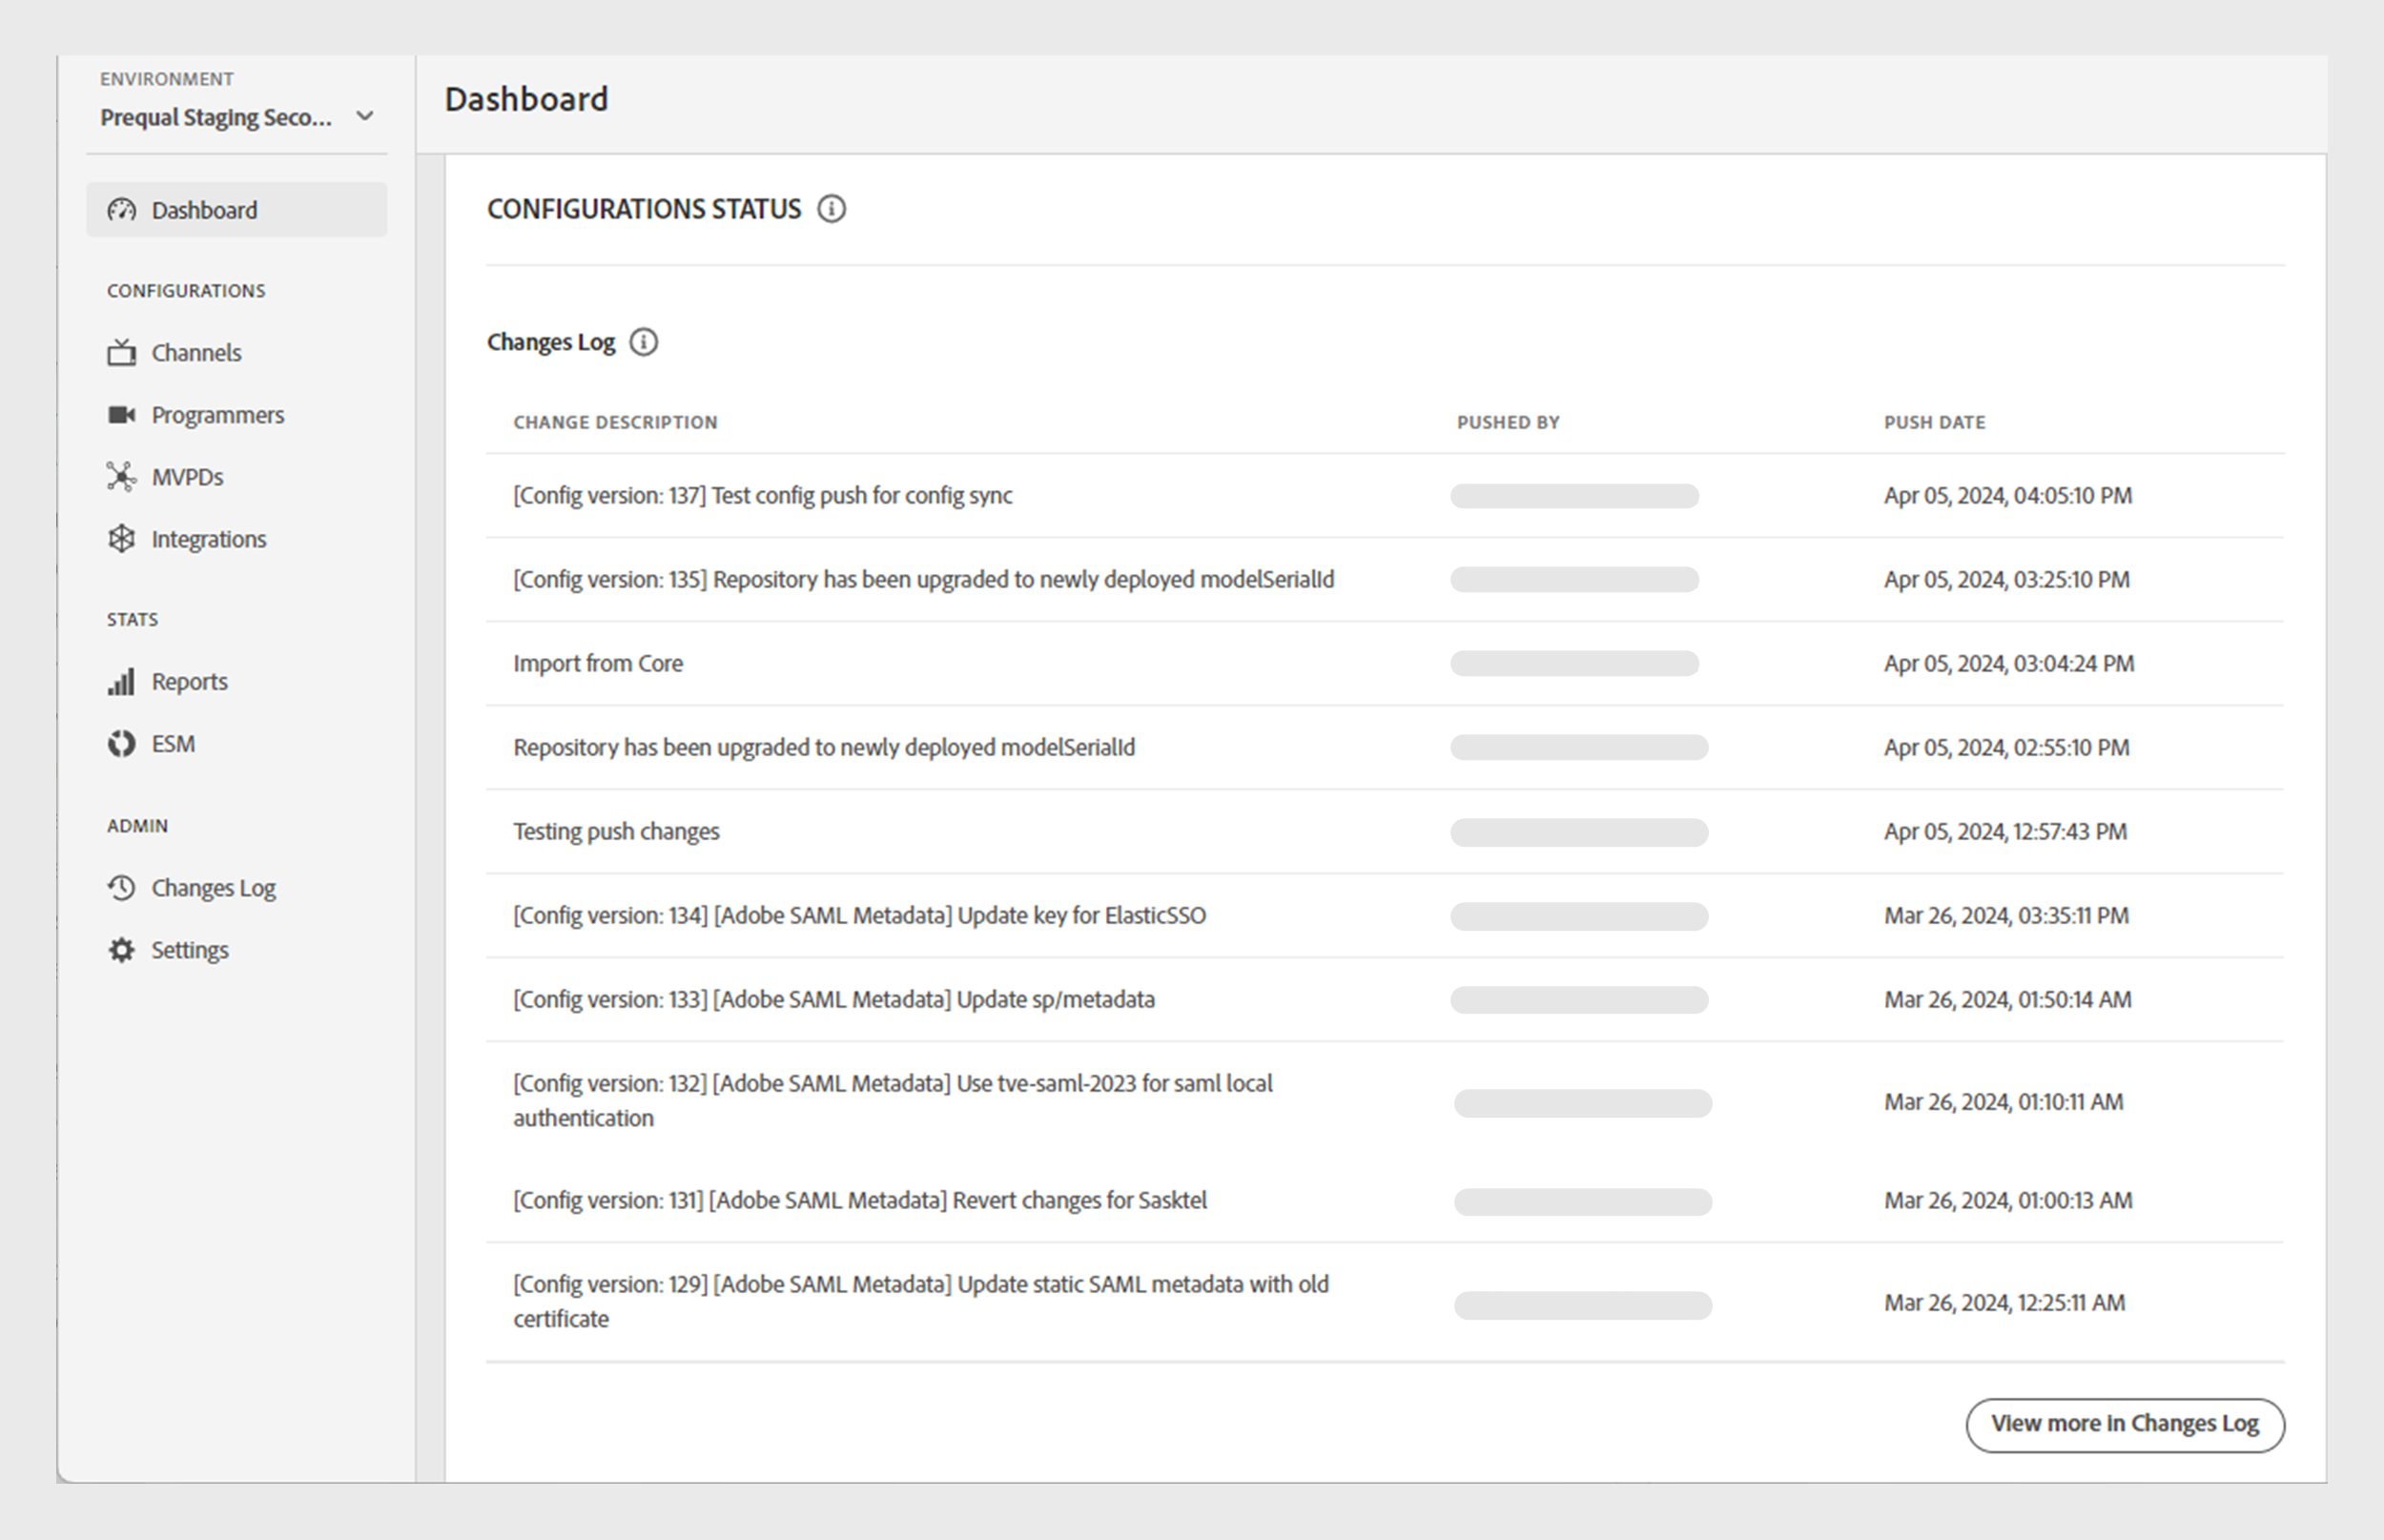 ENVIRONMENT
Prequal Staging Seco...
Dashboard
CONFIGURATIONS
Channels
Programmers
MVPDs
Integrations
STATS
Reports
ESM
ADMIN
Changes Log
Settings
Dashboard
CONFIGURATIONS STATUS
Changes Log
CHANGE DESCRIPTION PUSHED BY PUSH DATE
[Config version: 137] Test config push for config sync Apr 05, 2024, 04:05:10 PM
[Config version: 135] Repository has been upgraded to newly deployed modelSerialId Apr 05, 2024, 03:25:10 PM
Import from Core Apr 05, 2024, 03:04:24 PM
Repository has been upgraded to newly deployed modelSerialId Apr 05, 2024, 02:55:10 PM
Testing push changes Apr 05, 2024, 12:57:43 PM
[Config version: 134] [Adobe SAML Metadata] Update key for ElasticSSO Mar 26, 2024, 03:35:11 PM
[Config version: 133] [Adobe SAML Metadata] Update sp/metadata Mar 26, 2024, 01:50:14 AM
[Config version: 132] [Adobe SAML Metadata] Use tve-saml-2023 for saml local
authentication
Mar 26, 2024, 01:10:11 AM
[Config version: 131] [Adobe SAML Metadata] Revert changes for Sasktel Mar 26, 2024, 01:00:13 AM
[Config version: 129] [Adobe SAML Metadata] Update static SAML metadata with old
certificate
Mar 26, 2024, 12:25:11 AM
View more in Changes Log